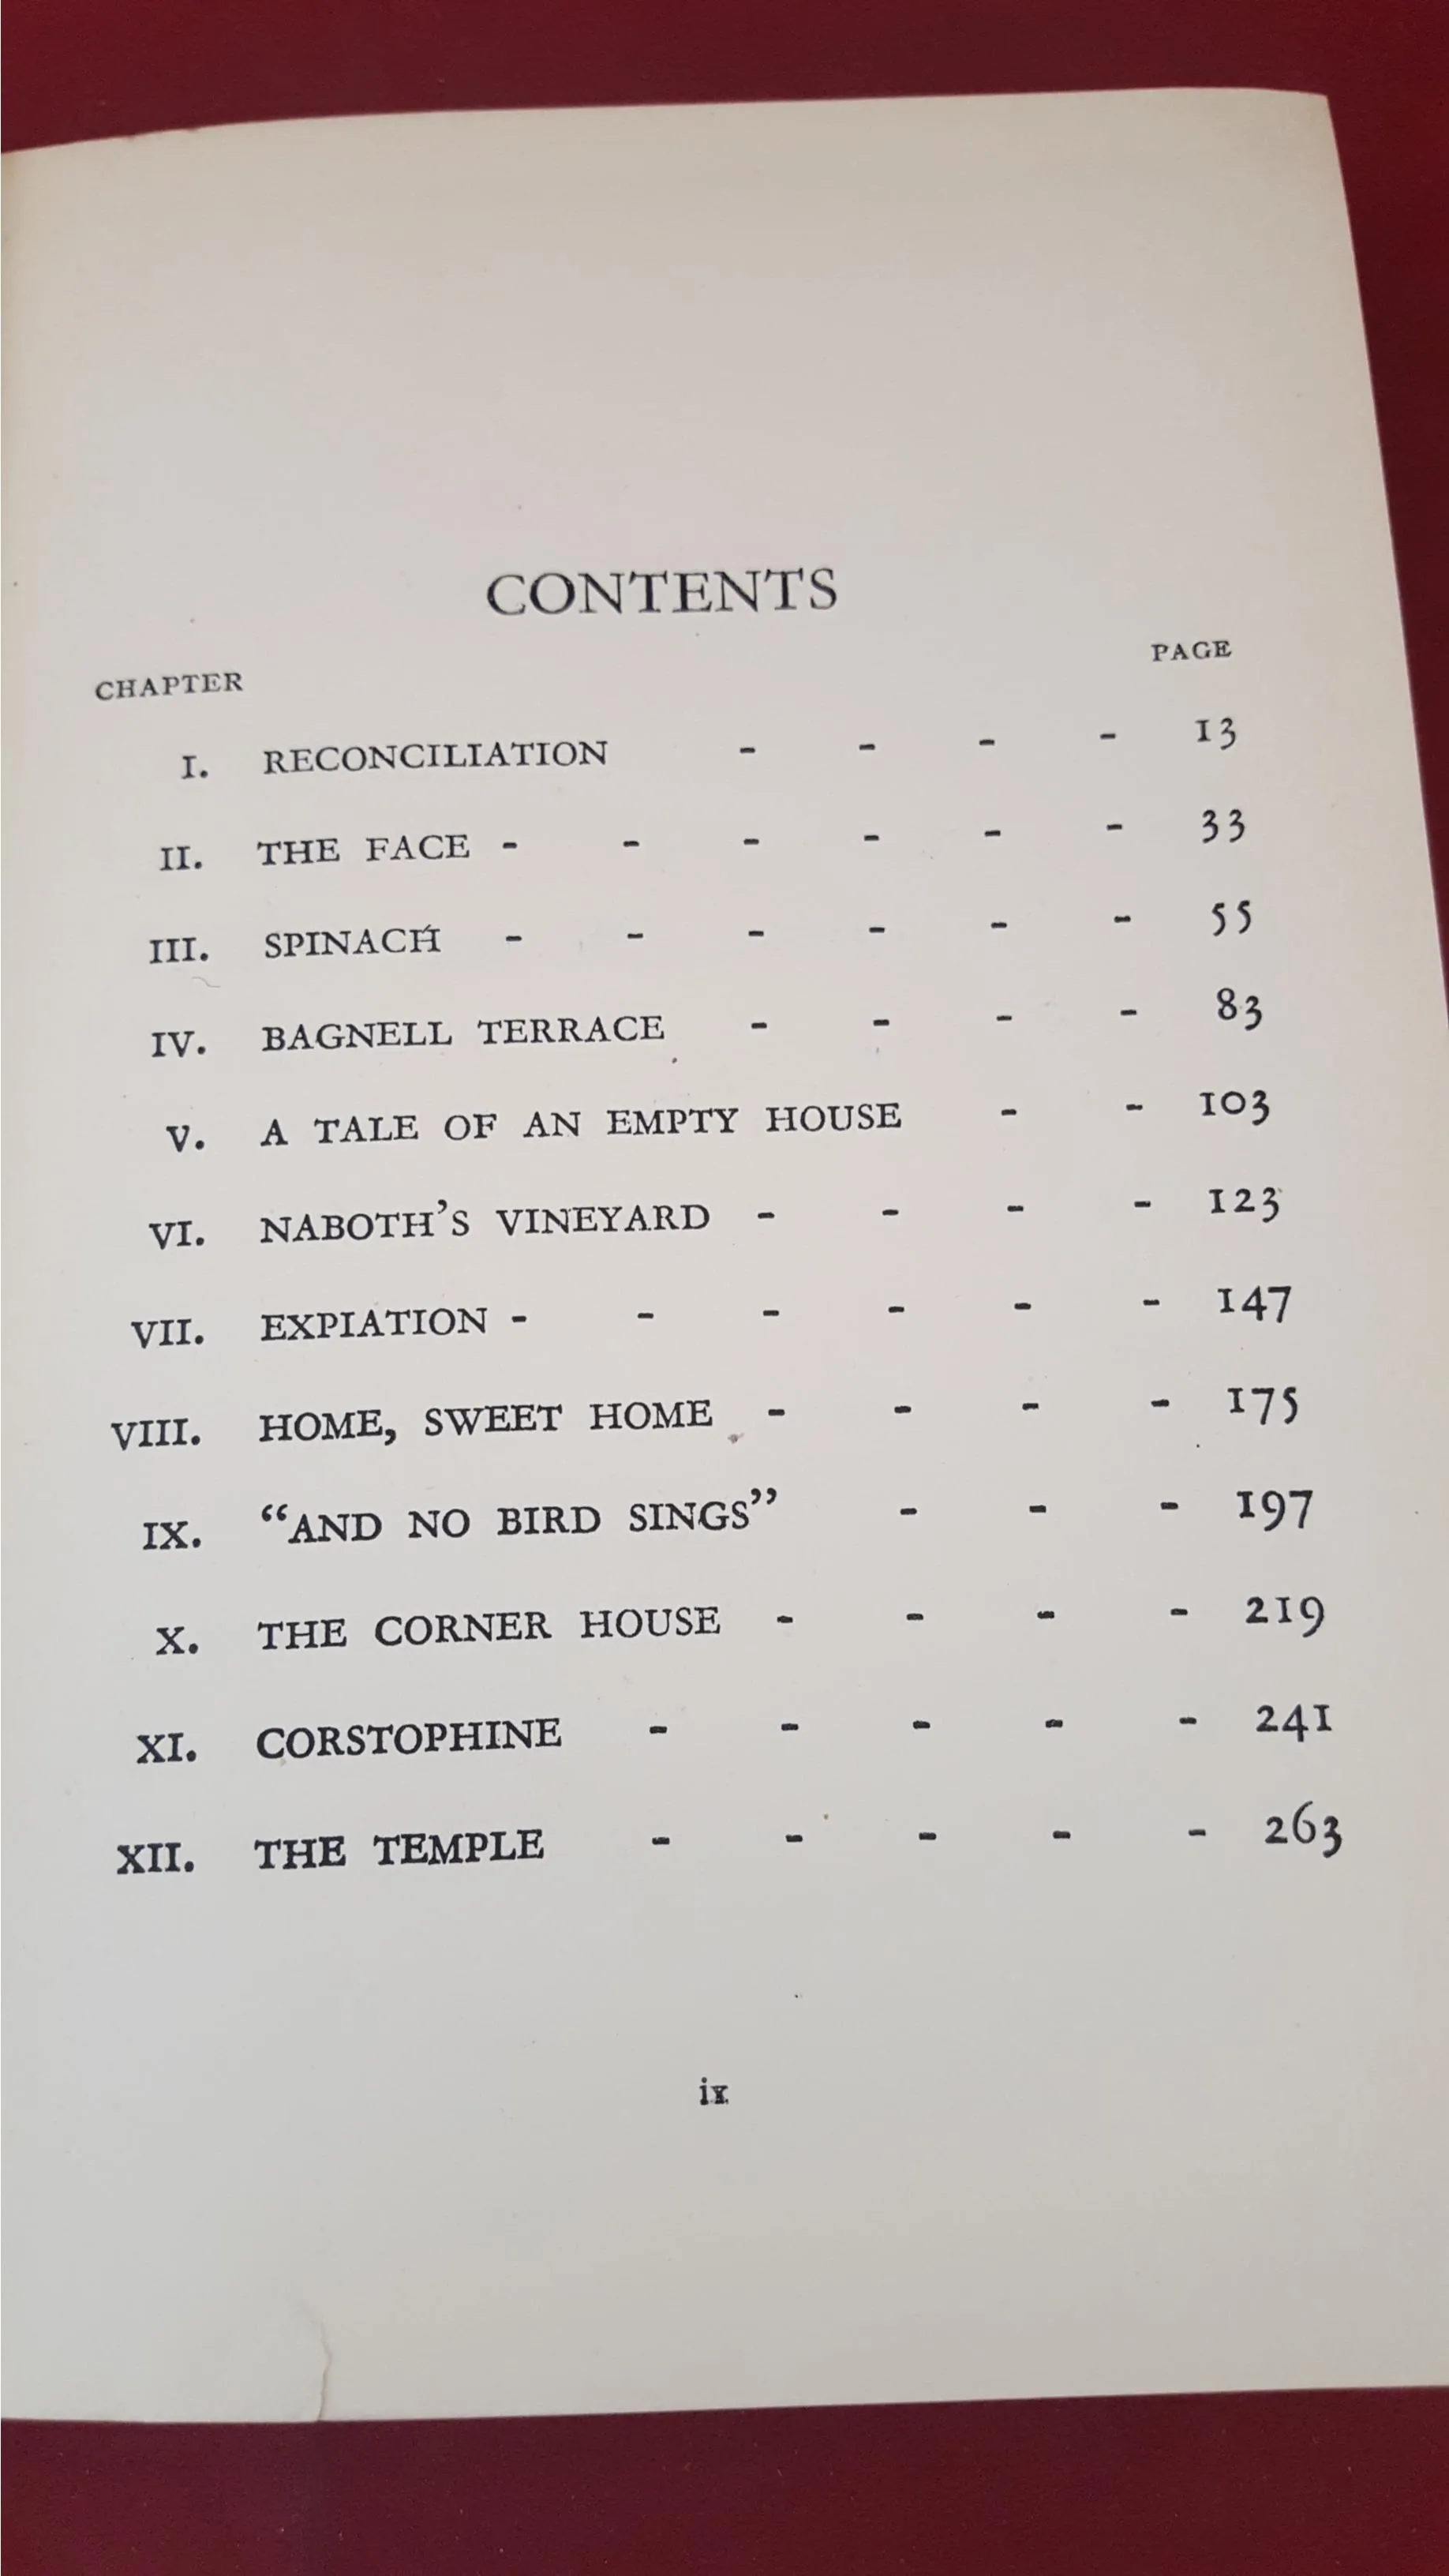 CONTENTS
CHAPTER PAGE
I. RECONCILIATION - - - - 13
II. THE FACE - - - - - - 33
III. SPINACH - - - - - - 55
IV. BAGNELL TERRACE - - - - 83
V. A TALE OF AN EMPTY HOUSE - - 103
VI. NABOTH'S VINEYARD - - - - 123
VII. EXPIATION - - - - - - 147
VIII. HOME, SWEET HOME - - - - 175
IX. “AND NO BIRD SINGS” - - - 197
X. THE CORNER HOUSE - - - - 219
XI. CORSTOPHINE - - - - - 241
XII. THE TEMPLE - - - - - 263
ix